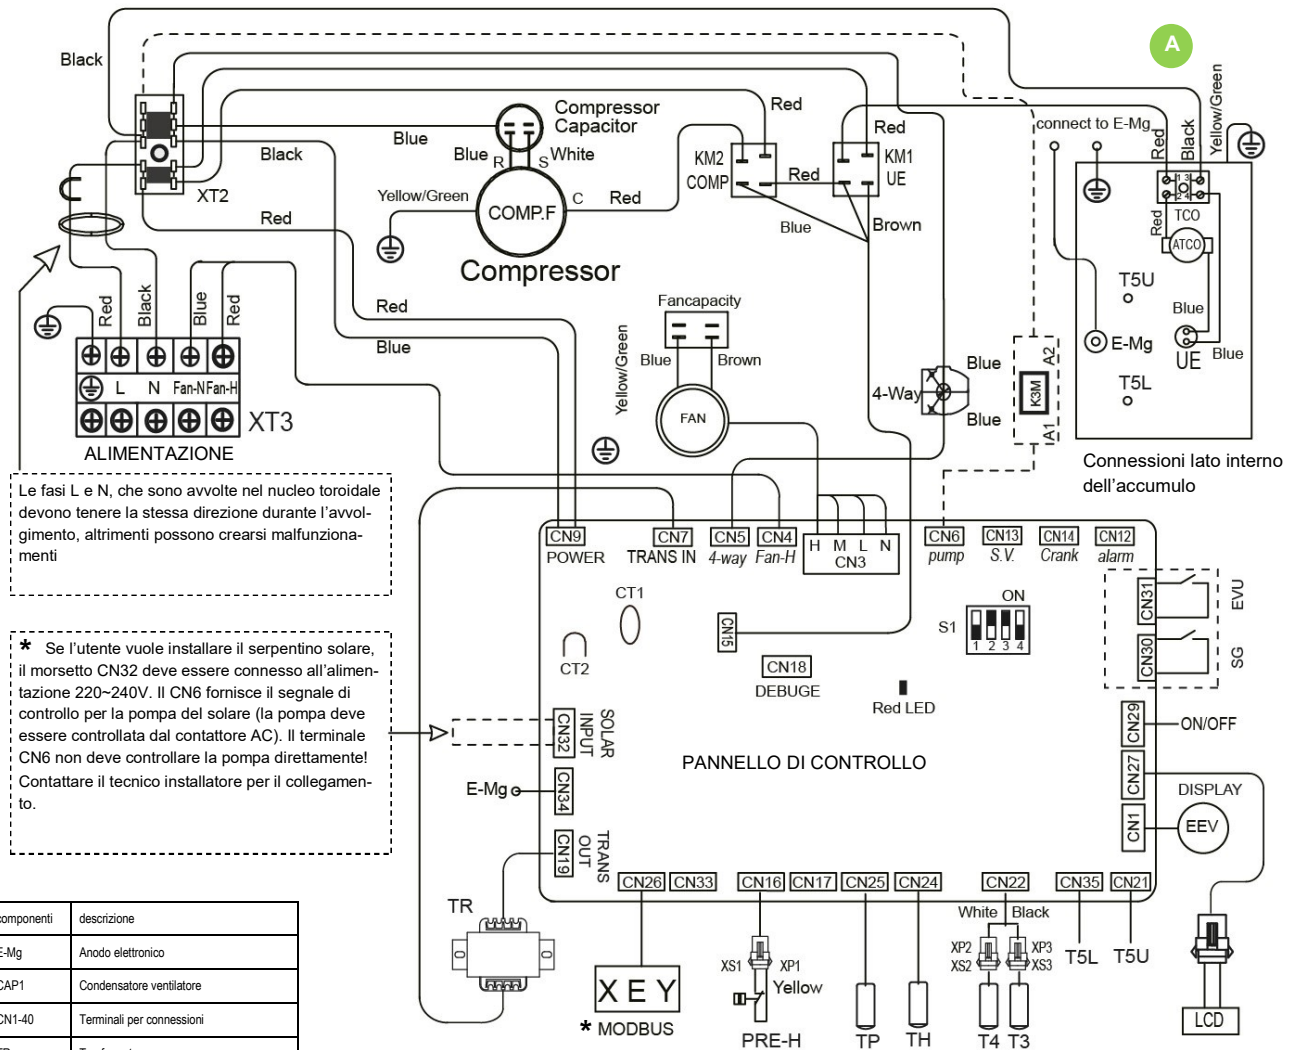 A
Black
Yellow/Green
Compressor
Capacitor
Red
Red
connect to E-Mg
Red
Black
Blue
Blue
R
S
White
Black
KM2
COMP
Red
KM1
UE
XT2
Yellow/Green
COMP.F
C
Red
Red
Blue
Brown
Compressor
1 3
2 4
TCO
Red
ATCO
T5U
Blue
E-Mg
UE
Blue
T5L
Red
Black
Blue
Red
Red
Blue
Fancapacity
Yellow/Green
Blue
Brown
FAN
4-Way
Blue
Blue
A2
K3M
A1
L
N
Fan-N
Fan-H
XT3
ALIMENTAZIONE
Connessioni lato interno
dell'accumulo
Le fasi L e N, che sono avvolte nel nucleo toroidale
devono tenere la stessa direzione durante l'avvol-
gimento, altrimenti possono crearsi malfunziona-
menti
CN9
POWER
CN7
TRANS IN
CN5
4-way
CN4
Fan-H
H M L N
CN3
CN6
pump
CN13
S.V.
CN14
Crank
CN12
alarm
CT1
CT2
CN15
CN18
DEBUGE
ON
S1
1 2 3 4
Red LED
CN31
EVU
CN30
SG
* Se l'utente vuole installare il serpentino solare,
il morsetto CN32 deve essere connesso all'alimen-
tazione 220~240V. Il CN6 fornisce il segnale di
controllo per la pompa del solare (la pompa deve
essere controllata dal contattore AC). Il terminale
CN6 non deve controllare la pompa direttamente!
Contattare il tecnico installatore per il collegamen-
to.
CN32
SOLAR
INPUT
E-Mg
CN34
CN19
TRANS
OUT
PANNELLO DI CONTROLLO
CN29
ON/OFF
CN27
DISPLAY
CN1
EEV
CN26
CN33
CN16
CN17
CN25
CN24
CN22
CN35
CN21
White
Black
TR
XS1
XP1
Yellow
XP2
XS2
XP3
XS3
T5L
T5U
XEY
* MODBUS
PRE-H
TP
TH
T4
T3
LCD
componenti descrizione
E-Mg Anodo elettronico
CAP1 Condensatore ventilatore
CN1-40 Terminali per connessioni